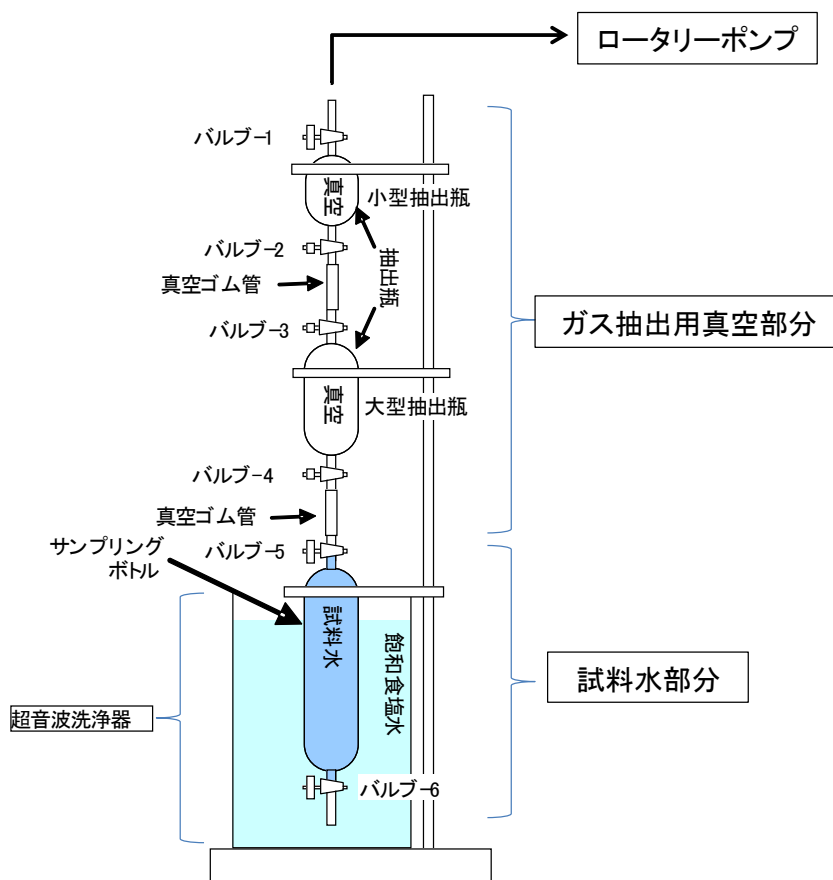 ロータリーポンプ
バルブ-1
真空
小型抽出瓶
バルブ-2
抽出瓶
真空ゴム管
バルブ-3
ガス抽出用真空部分
真空
大型抽出瓶
バルブ-4
真空ゴム管
バルブ-5
サンプリング
ボトル
試料水
飽和食塩水
試料水部分
超音波洗浄器
バルブ-6